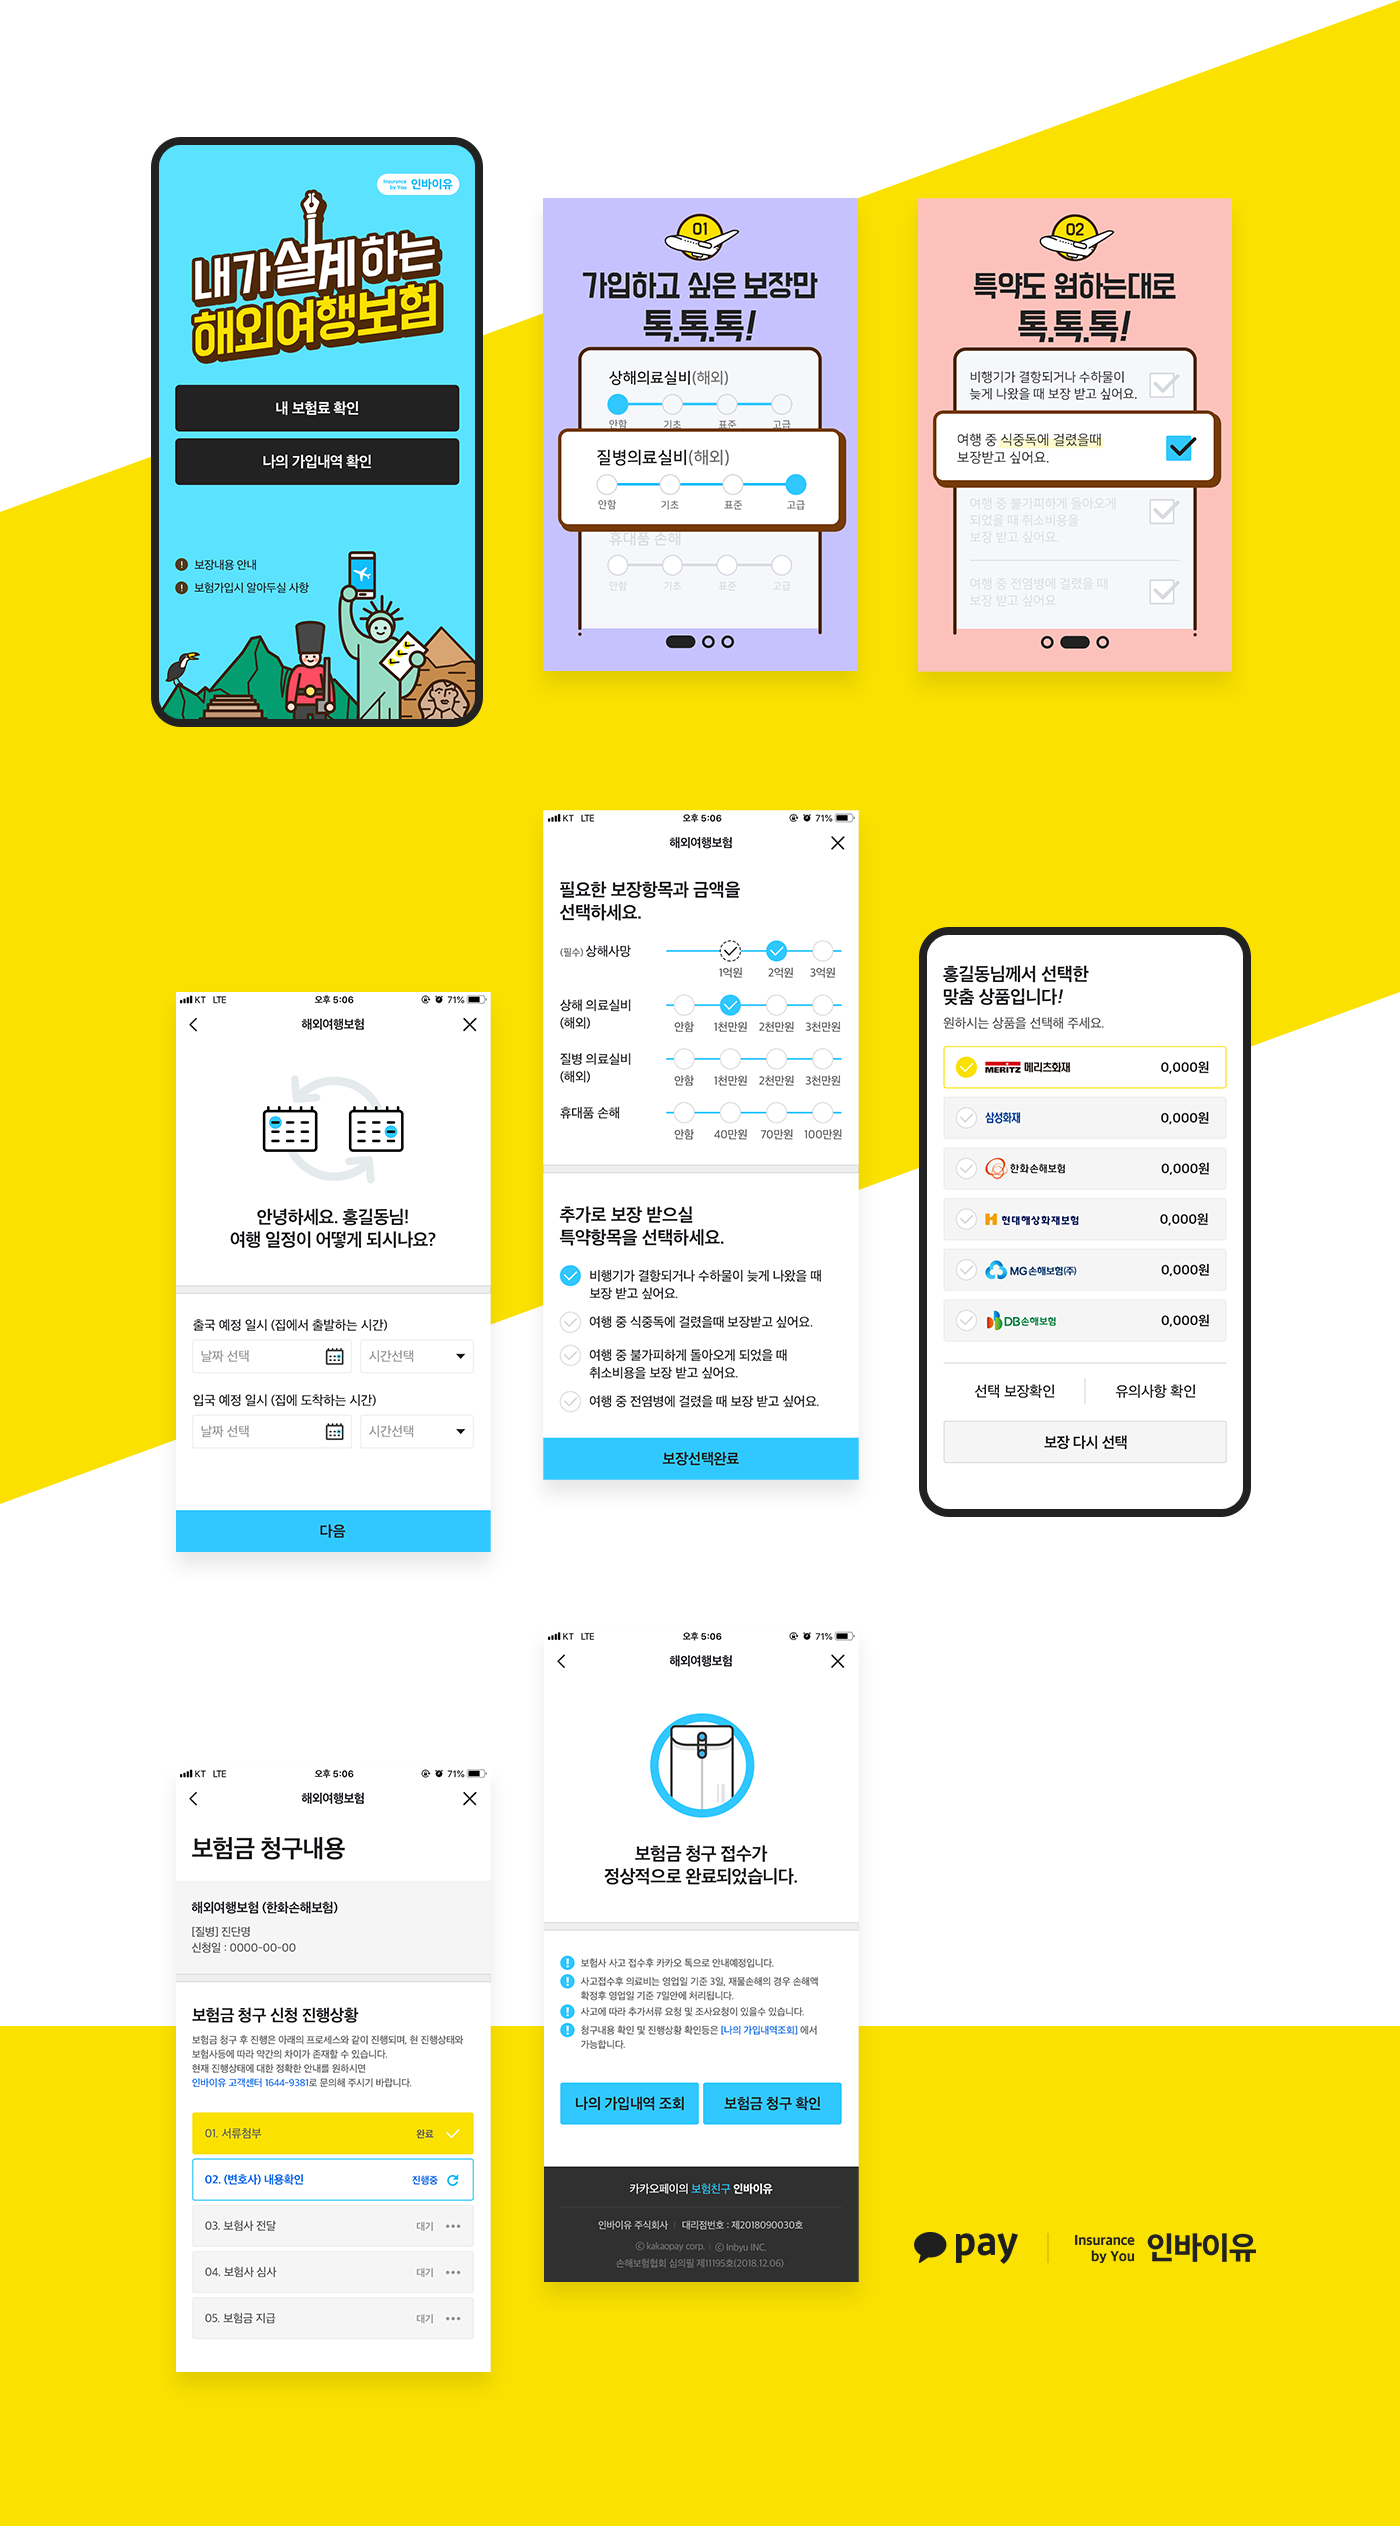 Insurance
by You 인바이유
내가설계하는
해외여행보험
내 보험료 확인
나의 가입내역 확인
보장내용 안내
보험가입시 알아두실 사항
01
가입하고 싶은 보장만
톡.톡.톡!
상해의료실비(해외)
안함 기초 표준 고급
질병의료실비(해외)
안함 기초 표준 고급
휴대품 손해
안함 기초 표준 고급
02
특약도 원하는대로
톡.톡.톡!
비행기가 결항되거나 수하물이
늦게 나왔을 때 보장 받고 싶어요.
여행 중 식중독에 걸렸을때
보장받고 싶어요.
여행 중 불가피하게 돌아오게
되었을 때 취소비용을
보장 받고 싶어요.
여행 중 전염병에 걸렸을 때
보장 받고 싶어요
KT LTE 오후 5:06 71%
해외여행보험
안녕하세요. 홍길동님!
여행 일정이 어떻게 되시나요?
출국 예정 일시 (집에서 출발하는 시간)
날짜 선택 시간선택
입국 예정 일시 (집에 도착하는 시간)
날짜 선택 시간선택
다음
KT LTE 오후 5:06 71%
해외여행보험
필요한 보장항목과 금액을
선택하세요.
(필수) 상해사망
1억원 2억원 3억원
상해 의료실비
(해외)
안함 1천만원 2천만원 3천만원
질병 의료실비
(해외)
안함 1천만원 2천만원 3천만원
휴대품 손해
안함 40만원 70만원 100만원
추가로 보장 받으실
특약항목을 선택하세요.
비행기가 결항되거나 수하물이 늦게 나왔을 때
보장 받고 싶어요.
여행 중 식중독에 걸렸을때 보장받고 싶어요.
여행 중 불가피하게 돌아오게 되었을 때
취소비용을 보장 받고 싶어요.
여행 중 전염병에 걸렸을 때 보장 받고 싶어요.
보장선택완료
홍길동님께서 선택한
맞춤 상품입니다!
원하시는 상품을 선택해 주세요.
MERITZ 메리츠화재 0,000원
삼성화재 0,000원
한화손해보험 0,000원
현대해상화재보험 0,000원
MG손해보험(주) 0,000원
DB손해보험 0,000원
선택 보장확인 유의사항 확인
보장 다시 선택
KT LTE 오후 5:06 71%
해외여행보험
보험금 청구내용
해외여행보험 (한화손해보험)
[질병] 진단명
신청일 : 0000-00-00
보험금 청구 신청 진행상황
보험금 청구 후 진행은 아래의 프로세스와 같이 진행되며, 현 진행상태와
보험사등에 따라 약간의 차이가 존재할 수 있습니다.
현재 진행상태에 대한 정확한 안내를 원하시면
인바이유 고객센터 1644-9381로 문의해 주시기 바랍니다.
01. 서류첨부 완료
02. (변호사) 내용확인 진행중
03. 보험사 전달 대기
04. 보험사 심사 대기
05. 보험금 지급 대기
KT LTE 오후 5:06 71%
해외여행보험
보험금 청구 접수가
정상적으로 완료되었습니다.
보험사 사고 접수후 카카오 톡으로 안내예정입니다.
사고접수후 의료비는 영업일 기준 3일, 재물손해의 경우 손해액
확정후 영업일 기준 7일안에 처리됩니다.
사고에 따라 추가서류 요청 및 조사요청이 있을수 있습니다.
청구내용 확인 및 진행상황 확인등은 [나의 가입내역조회] 에서
가능합니다.
나의 가입내역 조회 보험금 청구 확인
카카오페이의 보험친구 인바이유
인바이유 주식회사 | 대리점번호 : 제2018090030호
ⓒ kakaopay corp. | ⓒ Inbyu INC.
손해보험협회 심의필 제11195호(2018.12.06)
pay | Insurance
by You 인바이유